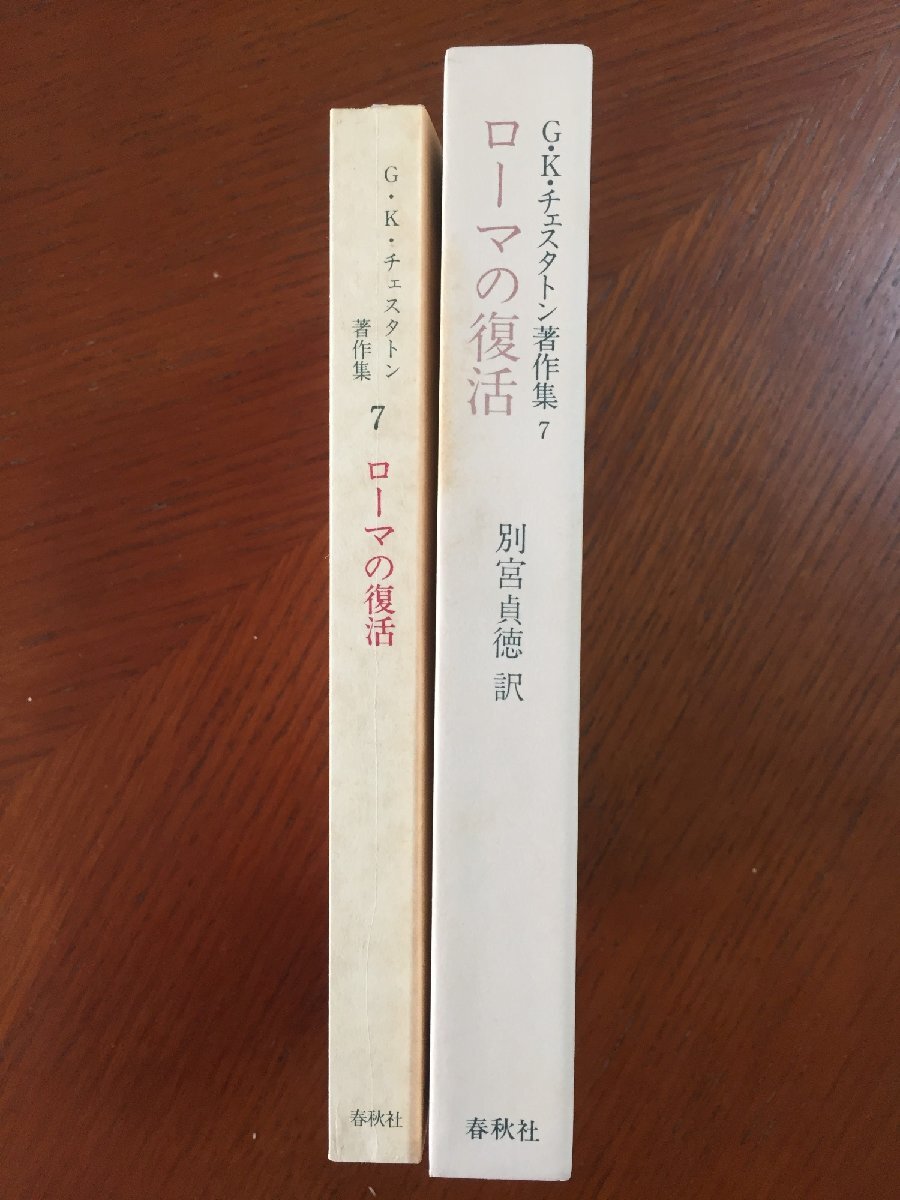 G・K・チェスタトン
著作集
7
ローマの復活
春秋社
G・K・チェスタトン著作集 7
ローマの復活
別宮貞徳 訳
春秋社